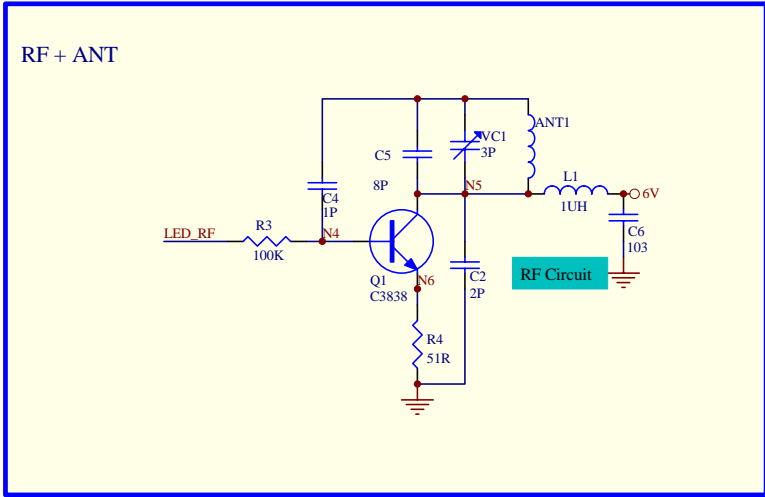 RF + ANT
ANT1
VC1
3P
C5
8P
L1
N5
6V
1UH
C4
1P
C6
103
R3
N4
LED_RF
100K
RF Circuit
Q1
N6
C2
C3838
2P
R4
51R